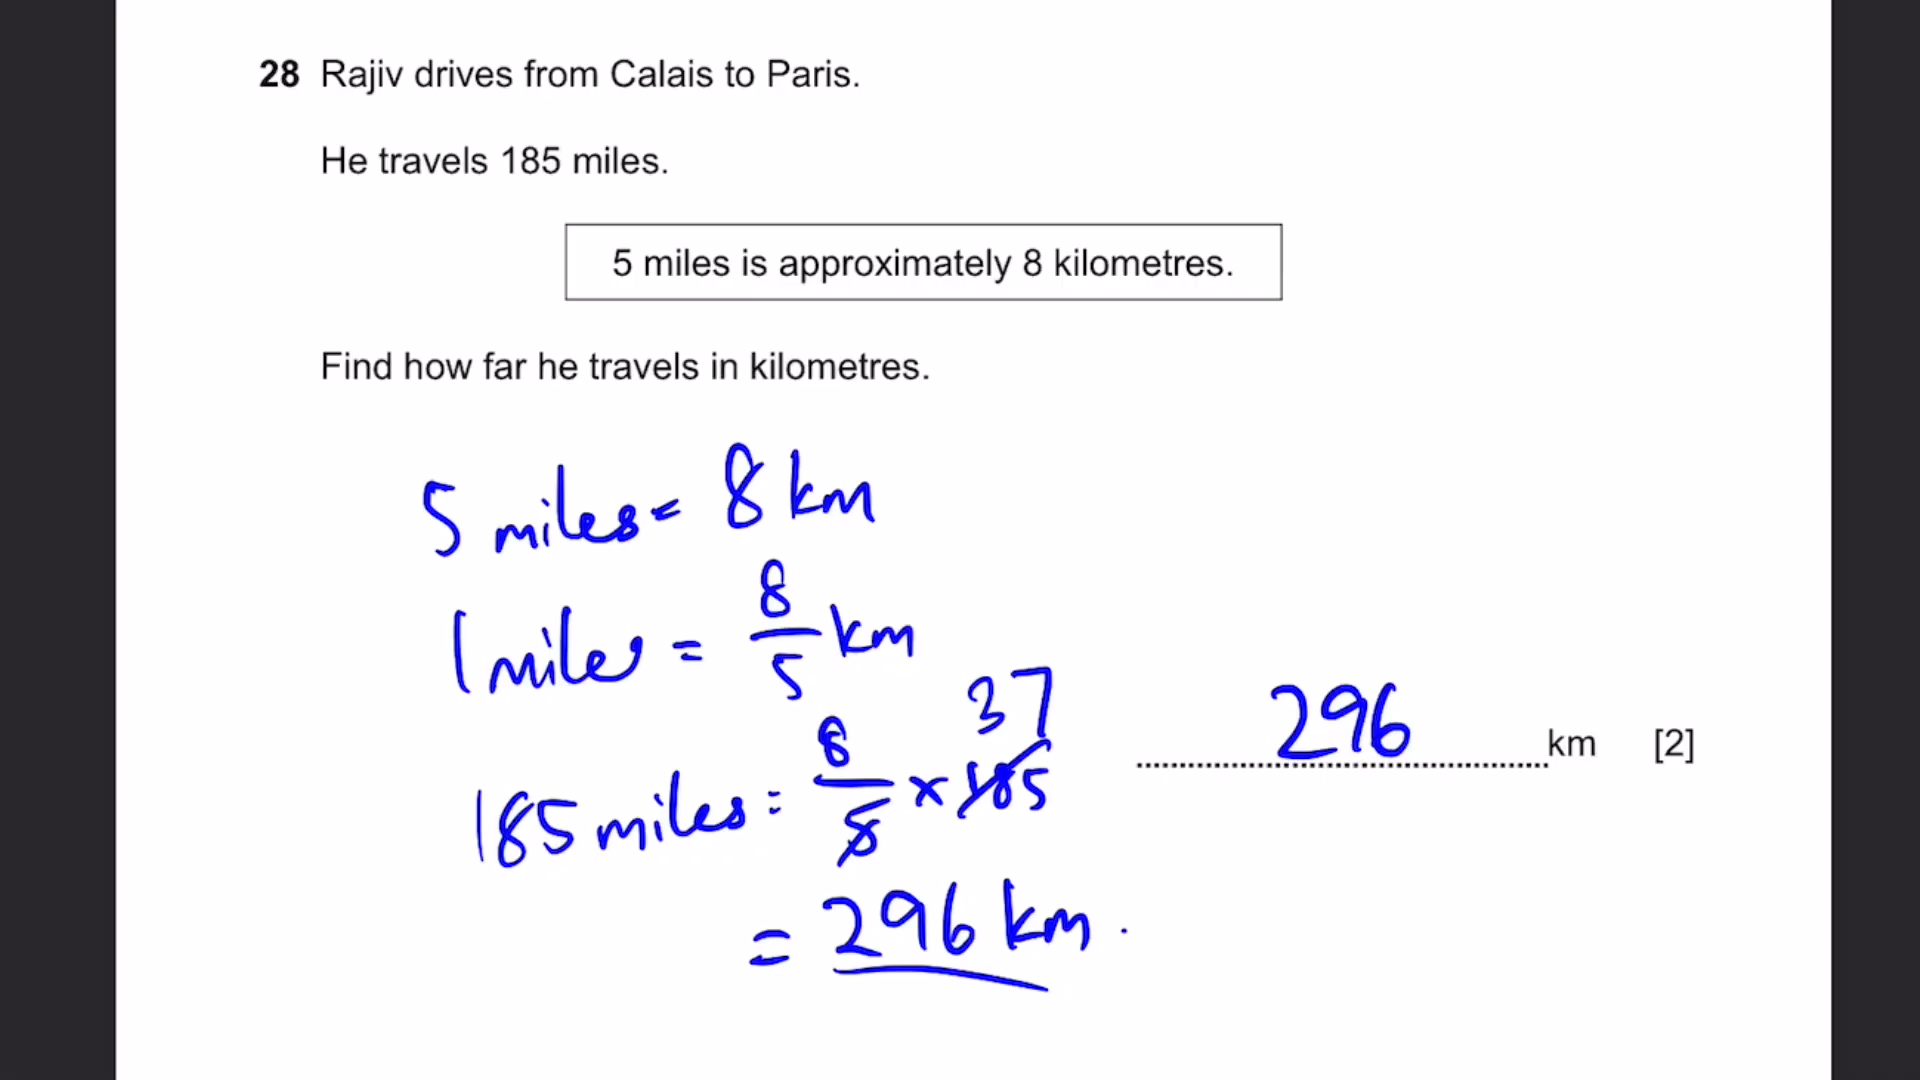 28 Rajiv drives from Calais to Paris.
He travels 185 miles.
5 miles is approximately 8 kilometres.
Find how far he travels in kilometres.
5 miles = 8 km
1 miles = 8/5 km
37
185 miles = 8/5 × 185
296 km [2]
= 296 km.